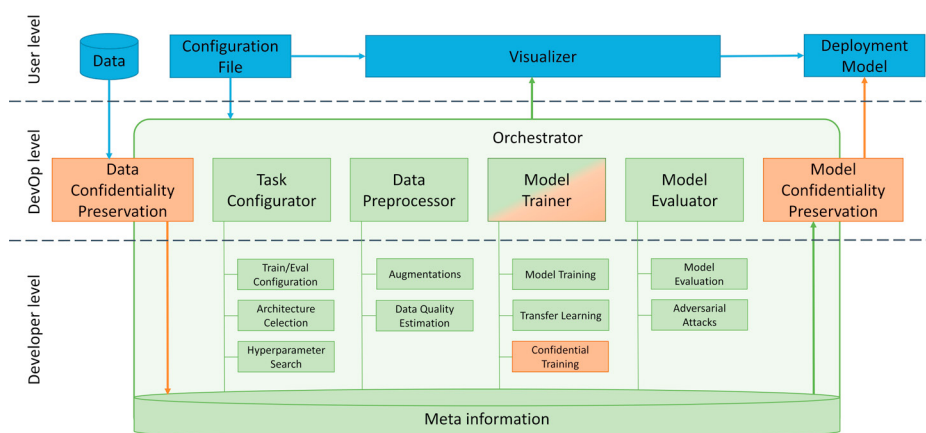 User level
Data
Configuration
File
Visualizer
Deployment
Model
DevOp level
Orchestrator
Data
Confidentiality
Preservation
Task
Configurator
Data
Preprocessor
Model
Trainer
Model
Evaluator
Model
Confidentiality
Preservation
Developer level
Train/Eval
Configuration
Architecture
Celection
Hyperparameter
Search
Augmentations
Data Quality
Estimation
Model Training
Transfer Learning
Confidential
Training
Model
Evaluation
Adversarial
Attacks
Meta information